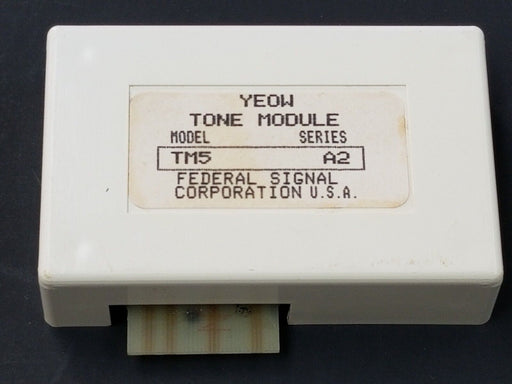 YEOW
TONE MODULE
MODEL SERIES
TM5 A2
FEDERAL SIGNAL
CORPORATION U.S.A.